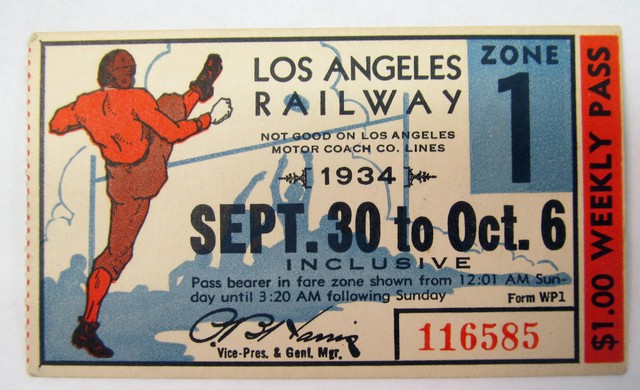 LOS ANGELES
RAILWAY
NOT GOOD ON LOS ANGELES
MOTOR COACH CO. LINES
1934
SEPT. 30 to Oct. 6
INCLUSIVE
Pass bearer in fare zone shown from 12:01 AM Sun-
day until 3:20 AM following Sunday
Form WP1
Vice-Pres. & Genl. Mgr.
116585
ZONE
1
$1.00 WEEKLY PASS